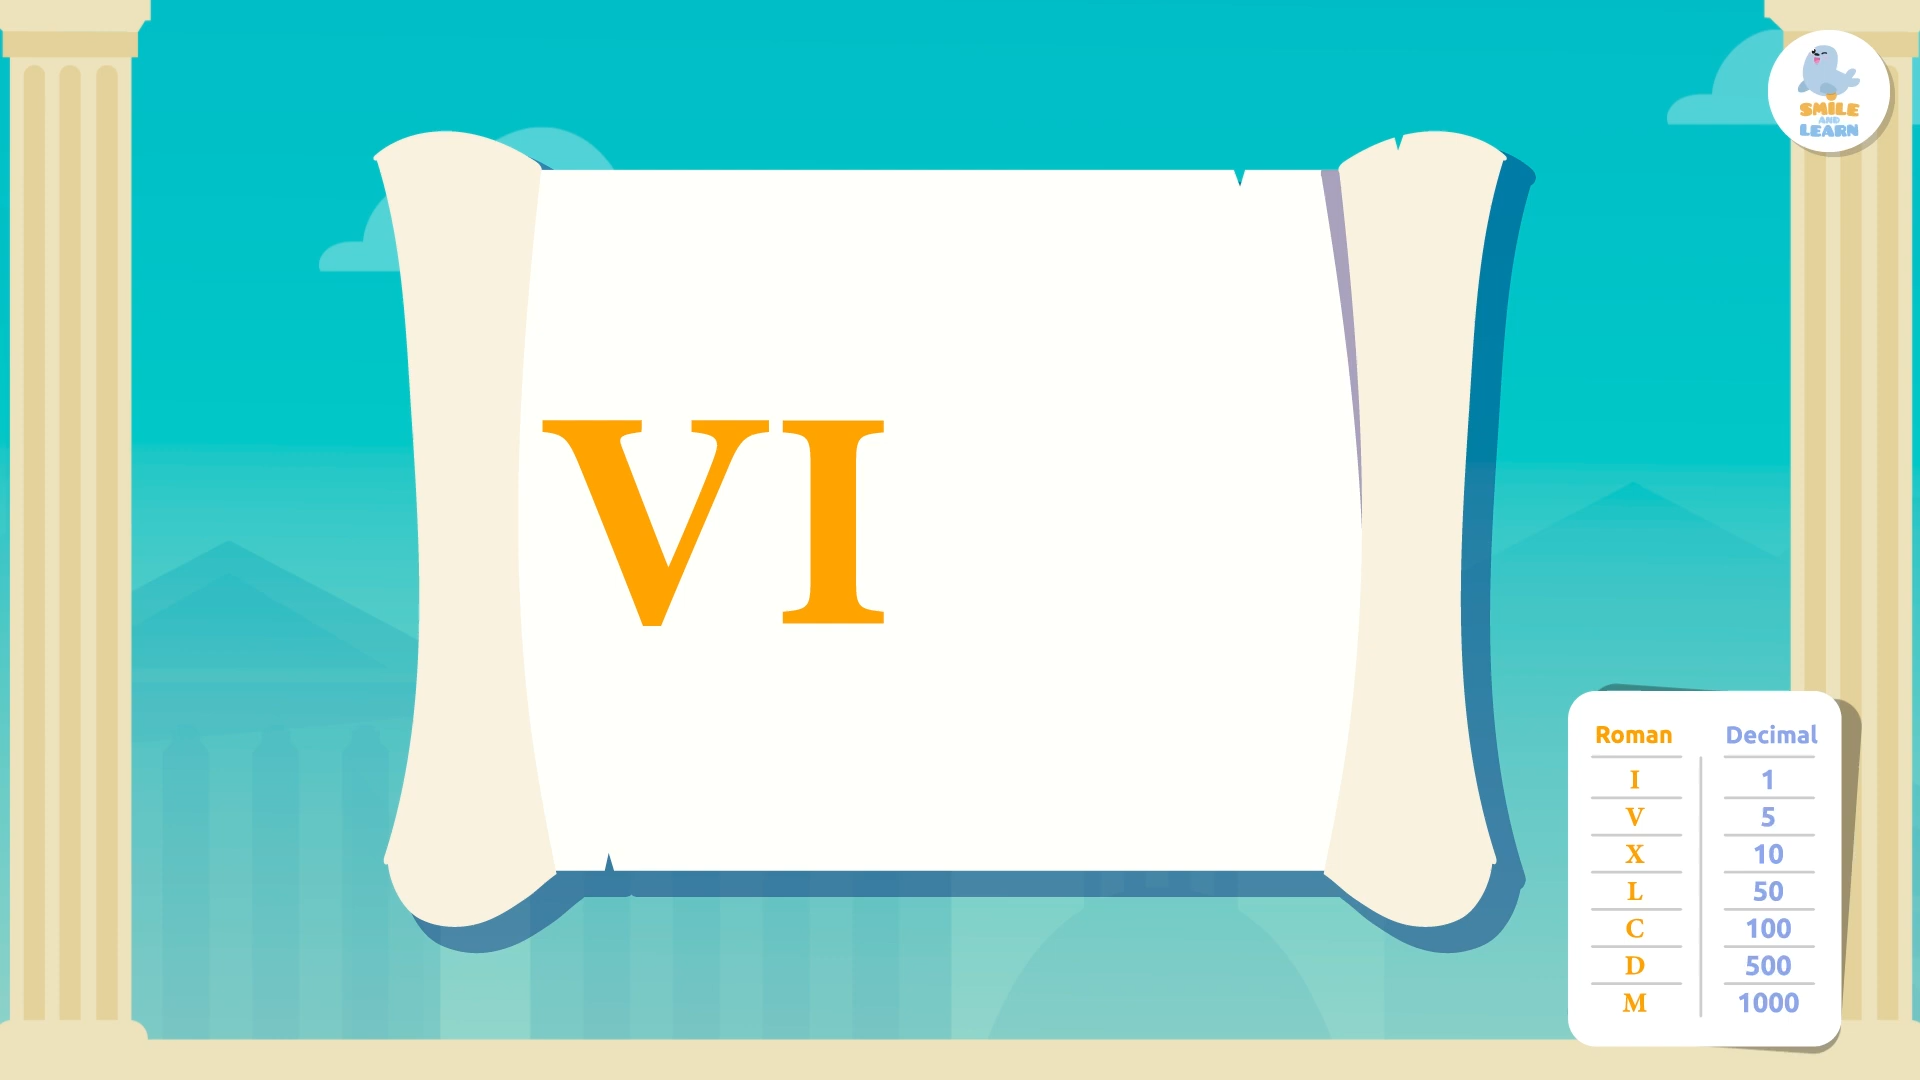 SMILE
AND
LEARN
VI
Roman Decimal
I 1
V 5
X 10
L 50
C 100
D 500
M 1000